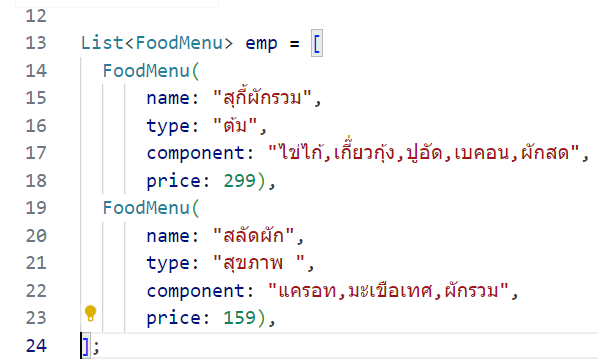 12
13 List<FoodMenu> emp = [
14 FoodMenu(
15 name: "สุกี้ผักรวม",
16 type: "ต้ม",
17 component: "ไข่ไก้,เกี๊ยวกุ้ง,ปูอัด,เบคอน,ผักสด",
18 price: 299),
19 FoodMenu(
20 name: "สลัดผัก",
21 type: "สุขภาพ ",
22 component: "แครอท,มะเขือเทศ,ผักรวม",
23 price: 159),
24 ];